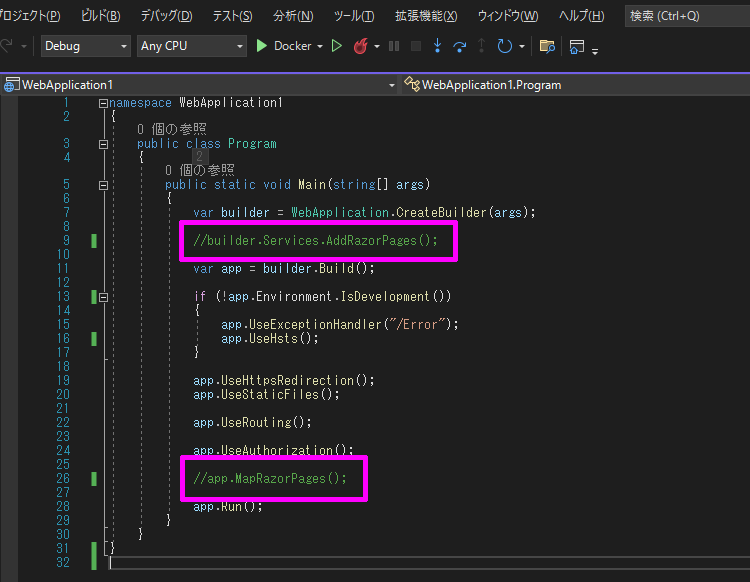 プロジェクト(P) ビルド(B) デバッグ(D) テスト(S) 分析(N) ツール(T) 拡張機能(X) ウィンドウ(W) ヘルプ(H) 検索 (Ctrl+Q)
Debug Any CPU Docker
WebApplication1 WebApplication1.Program
1 namespace WebApplication1
2 {
0 個の参照
3 public class Program
4 {
2
0 個の参照
5 public static void Main(string[] args)
6 {
7 var builder = WebApplication.CreateBuilder(args);
8
9 //builder.Services.AddRazorPages();
10
11 var app = builder.Build();
12
13 if (!app.Environment.IsDevelopment())
14 {
15 app.UseExceptionHandler("/Error");
16 app.UseHsts();
17 }
18
19 app.UseHttpsRedirection();
20 app.UseStaticFiles();
21
22 app.UseRouting();
23
24 app.UseAuthorization();
25
26 //app.MapRazorPages();
27
28 app.Run();
29 }
30 }
31 }
32